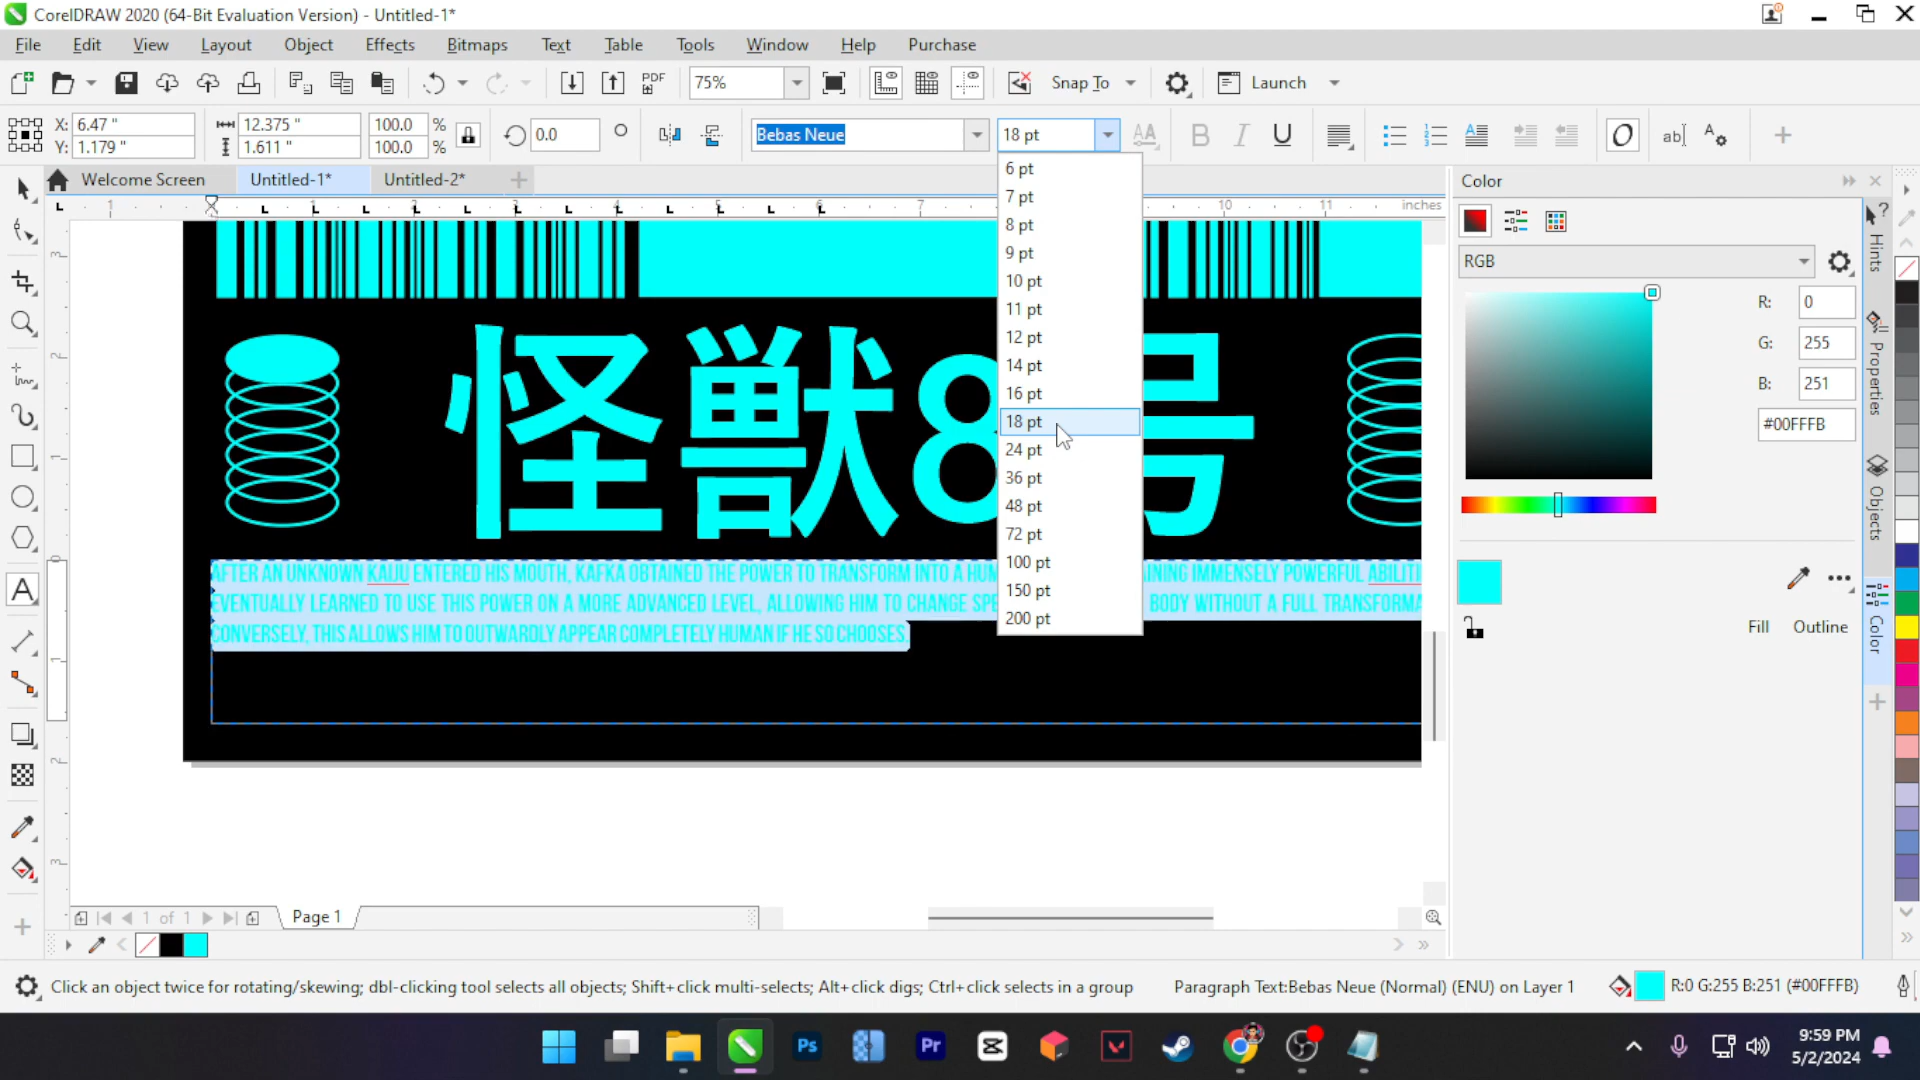 CorelDRAW 2020 (64-Bit Evaluation Version) - Untitled-1*
File Edit View Layout Object Effects Bitmaps Text Table Tools Window Help Purchase
PDF 75% Snap To Launch
X: 6.47 " 12.375 " 100.0 % 0.0 Bebas Neue 18 pt
Y: 1.179 " 1.611 " 100.0 %
Welcome Screen Untitled-1* Untitled-2*
inches
6 pt
7 pt
8 pt
9 pt
10 pt
11 pt
12 pt
14 pt
16 pt
18 pt
24 pt
36 pt
48 pt
72 pt
100 pt
150 pt
200 pt
怪獣8号
AFTER AN UNKNOWN KAIJU ENTERED HIS MOUTH, KAFKA OBTAINED THE POWER TO TRANSFORM INTO A HUM AINING IMMENSELY POWERFUL ABILITI
EVENTUALLY LEARNED TO USE THIS POWER ON A MORE ADVANCED LEVEL, ALLOWING HIM TO CHANGE SPE BODY WITHOUT A FULL TRANSFORMA
CONVERSELY, THIS ALLOWS HIM TO OUTWARDLY APPEAR COMPLETELY HUMAN IF HE SO CHOOSES.
Color
RGB
R: 0
G: 255
B: 251
#00FFFB
Fill Outline
Hints
Properties
Objects
Color
1 of 1 Page 1
Click an object twice for rotating/skewing; dbl-clicking tool selects all objects; Shift+click multi-selects; Alt+click digs; Ctrl+click selects in a group Paragraph Text:Bebas Neue (Normal) (ENU) on Layer 1 R:0 G:255 B:251 (#00FFFB)
Ps Pr
9:59 PM
5/2/2024